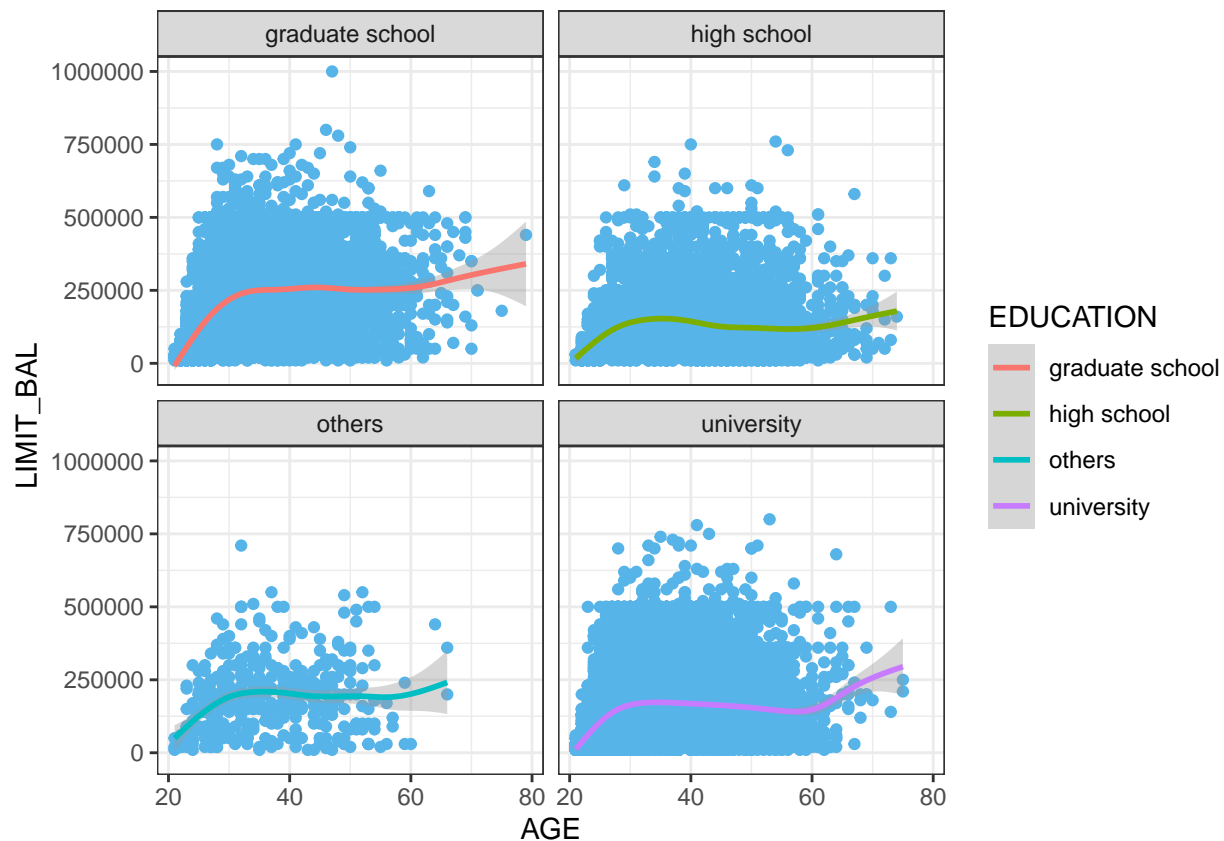 graduate school
high school
1000000
750000
500000
250000
0
others
university
1000000
750000
500000
250000
0
20
40
60
80
20
40
60
80
AGE
LIMIT_BAL
EDUCATION
graduate school
high school
others
university